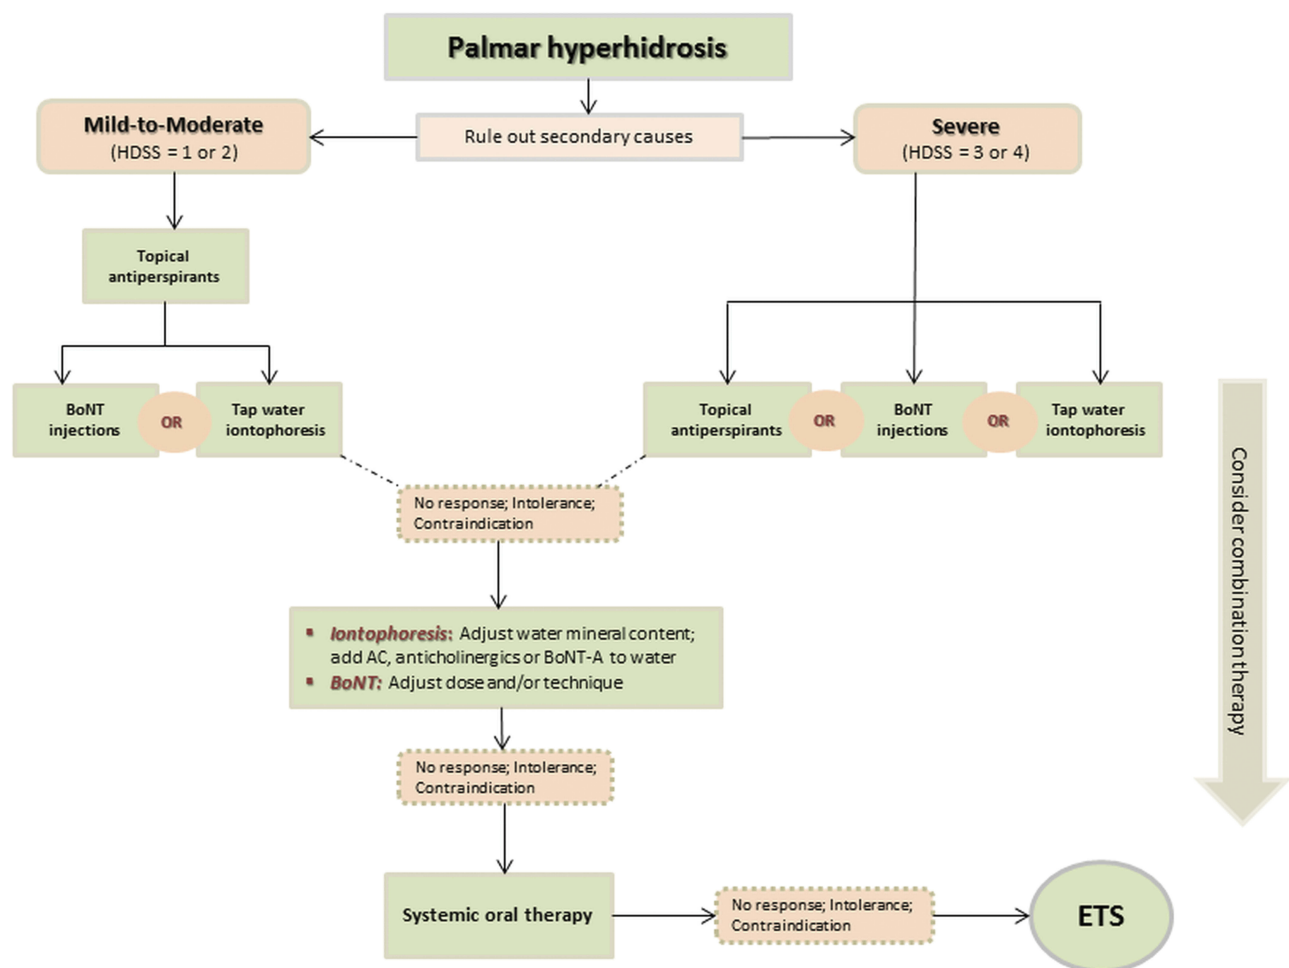 Palmar hyperhidrosis
Rule out secondary causes
Mild-to-Moderate
(HDSS = 1 or 2)
Severe
(HDSS = 3 or 4)
Topical
antiperspirants
BoNT
injections
OR
Tap water
iontophoresis
Topical
antiperspirants
OR
BoNT
injections
OR
Tap water
iontophoresis
Consider combination therapy
No response; Intolerance;
Contraindication
▪ Iontophoresis: Adjust water mineral content;
add AC, anticholinergics or BoNT-A to water
▪ BoNT: Adjust dose and/or technique
No response; Intolerance;
Contraindication
Systemic oral therapy
No response; Intolerance;
Contraindication
ETS